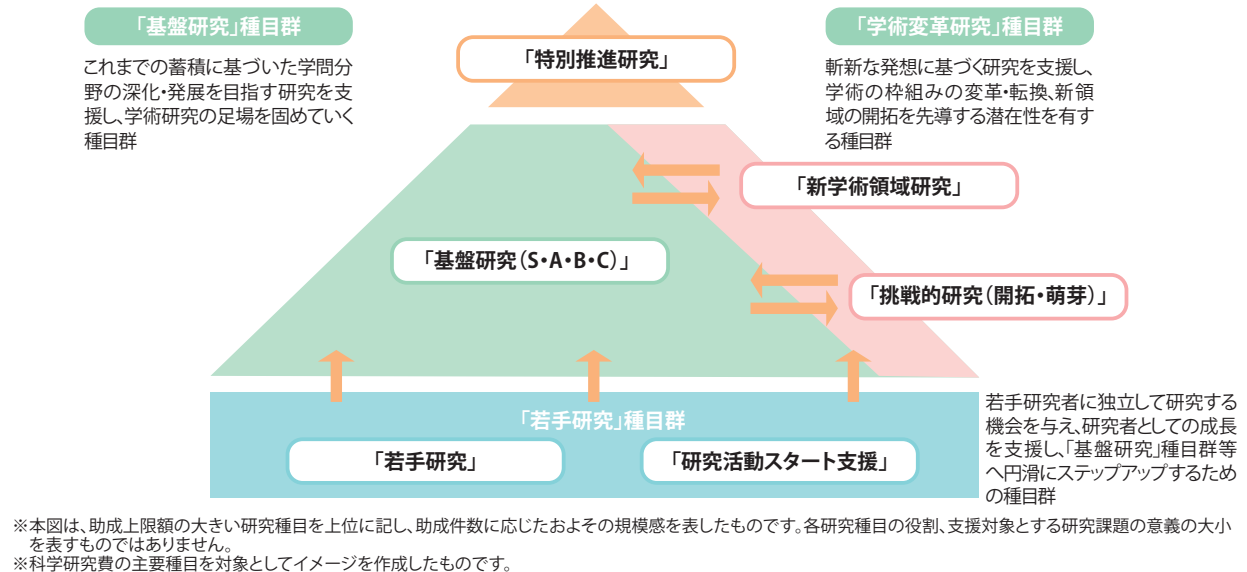 「基盤研究」種目群
これまでの蓄積に基づいた学問分
野の深化・発展を目指す研究を支
援し、学術研究の足場を固めていく
種目群
「特別推進研究」
「学術変革研究」種目群
斬新な発想に基づく研究を支援し、
学術の枠組みの変革・転換、新領
域の開拓を先導する潜在性を有す
る種目群
「新学術領域研究」
「基盤研究(S・A・B・C)」
「挑戦的研究(開拓・萌芽)」
「若手研究」種目群
「若手研究」
「研究活動スタート支援」
若手研究者に独立して研究する
機会を与え、研究者としての成長
を支援し、「基盤研究」種目群等
へ円滑にステップアップするため
の種目群
※本図は、助成上限額の大きい研究種目を上位に記し、助成件数に応じたおよその規模感を表したものです。各研究種目の役割、支援対象とする研究課題の意義の大小
を表すものではありません。
※科学研究費の主要種目を対象としてイメージを作成したものです。